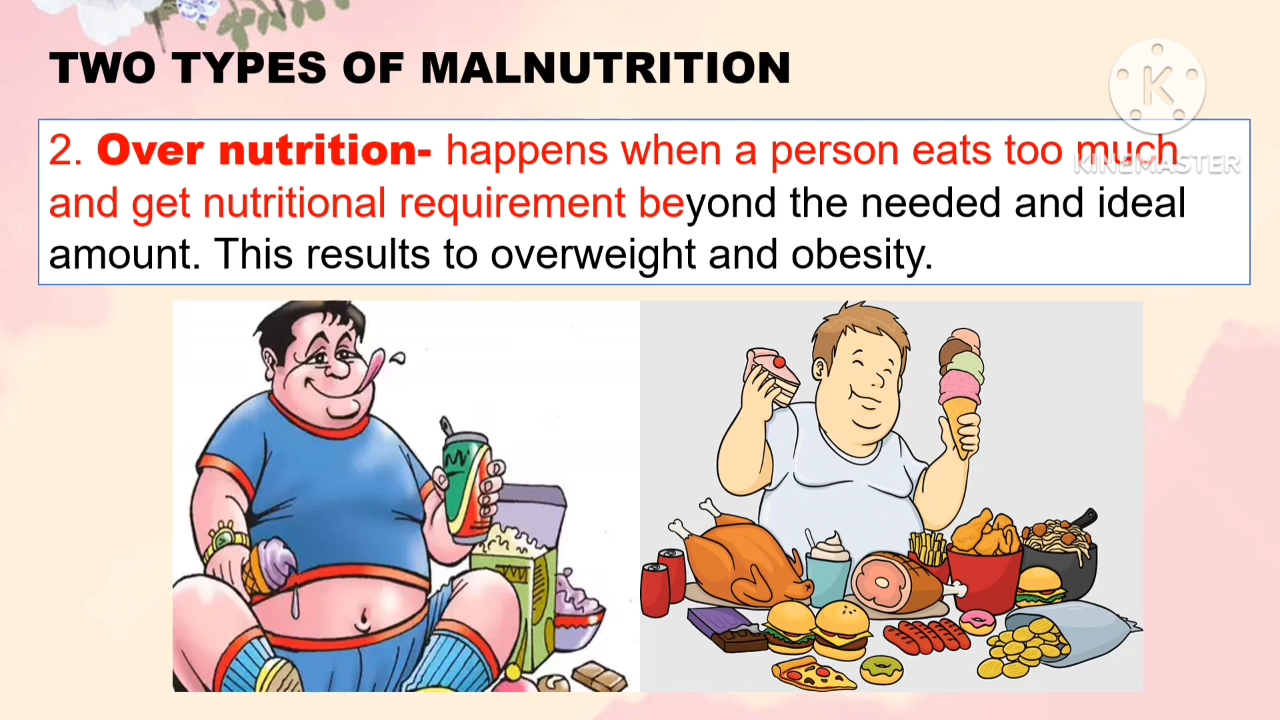 TWO TYPES OF MALNUTRITION
K
2. Over nutrition- happens when a person eats too much
KINEMASTER
and get nutritional requirement beyond the needed and ideal
amount. This results to overweight and obesity.